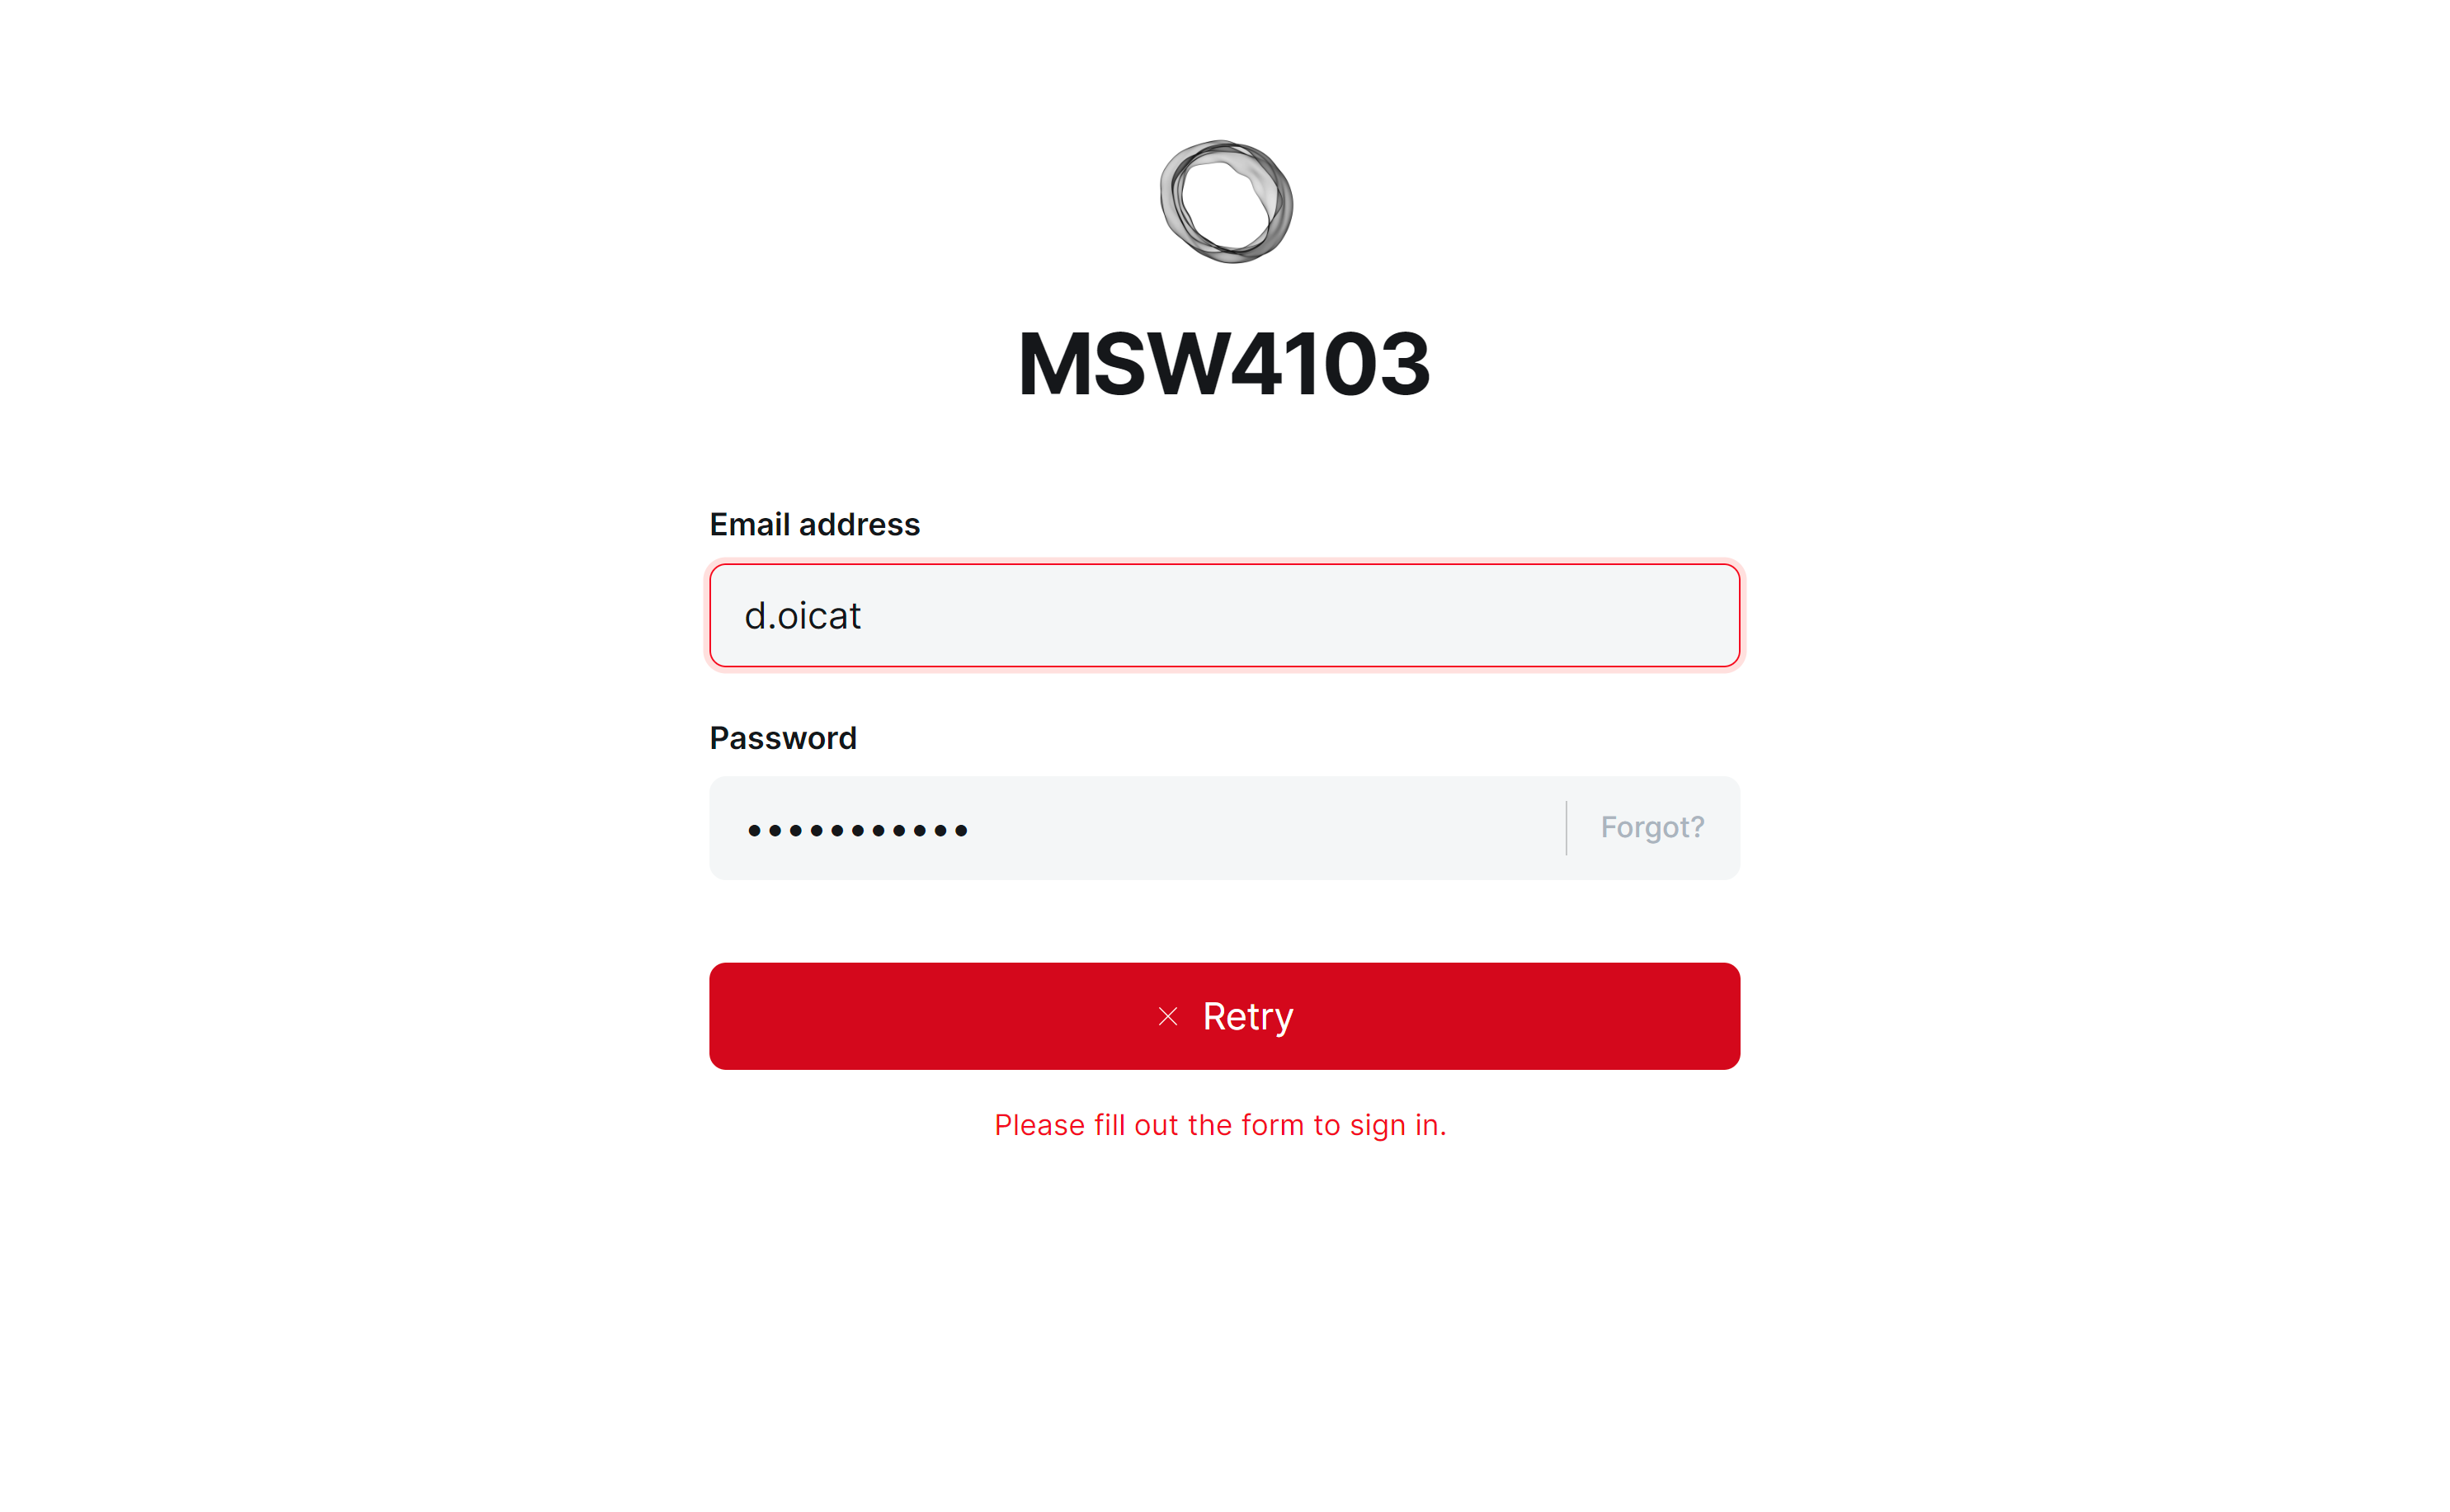 MSW4103
Email address
d.oicat
Password
•••••••••••
Forgot?
Retry
Please fill out the form to sign in.